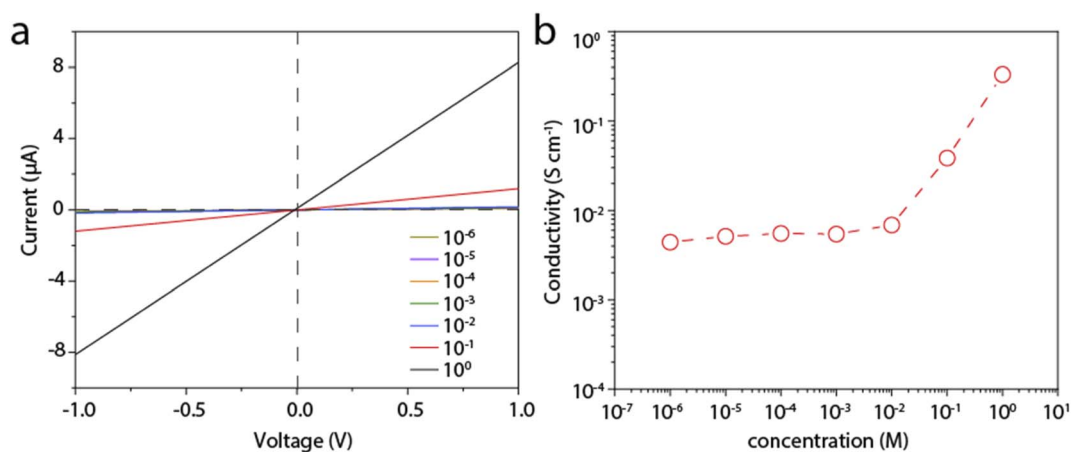 a
8
4
0
-4
-8
Current (μA)
-1.0 -0.5 0.0 0.5 1.0
Voltage (V)
10⁻⁶
10⁻⁵
10⁻⁴
10⁻³
10⁻²
10⁻¹
10⁰
b
10⁰
10⁻¹
10⁻²
10⁻³
10⁻⁴
Conductivity (S cm⁻¹)
10⁻⁷ 10⁻⁶ 10⁻⁵ 10⁻⁴ 10⁻³ 10⁻² 10⁻¹ 10⁰ 10¹
concentration (M)